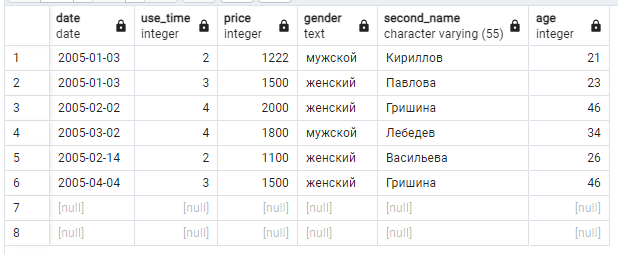 date use_time price gender second_name age
date integer integer text character varying (55) integer
1 2005-01-03 2 1222 мужской Кириллов 21
2 2005-01-03 3 1500 женский Павлова 23
3 2005-02-02 4 2000 женский Гришина 46
4 2005-03-02 4 1800 мужской Лебедев 34
5 2005-02-14 2 1100 женский Васильева 26
6 2005-04-04 3 1500 женский Гришина 46
7 [null] [null] [null] [null] [null] [null]
8 [null] [null] [null] [null] [null] [null]